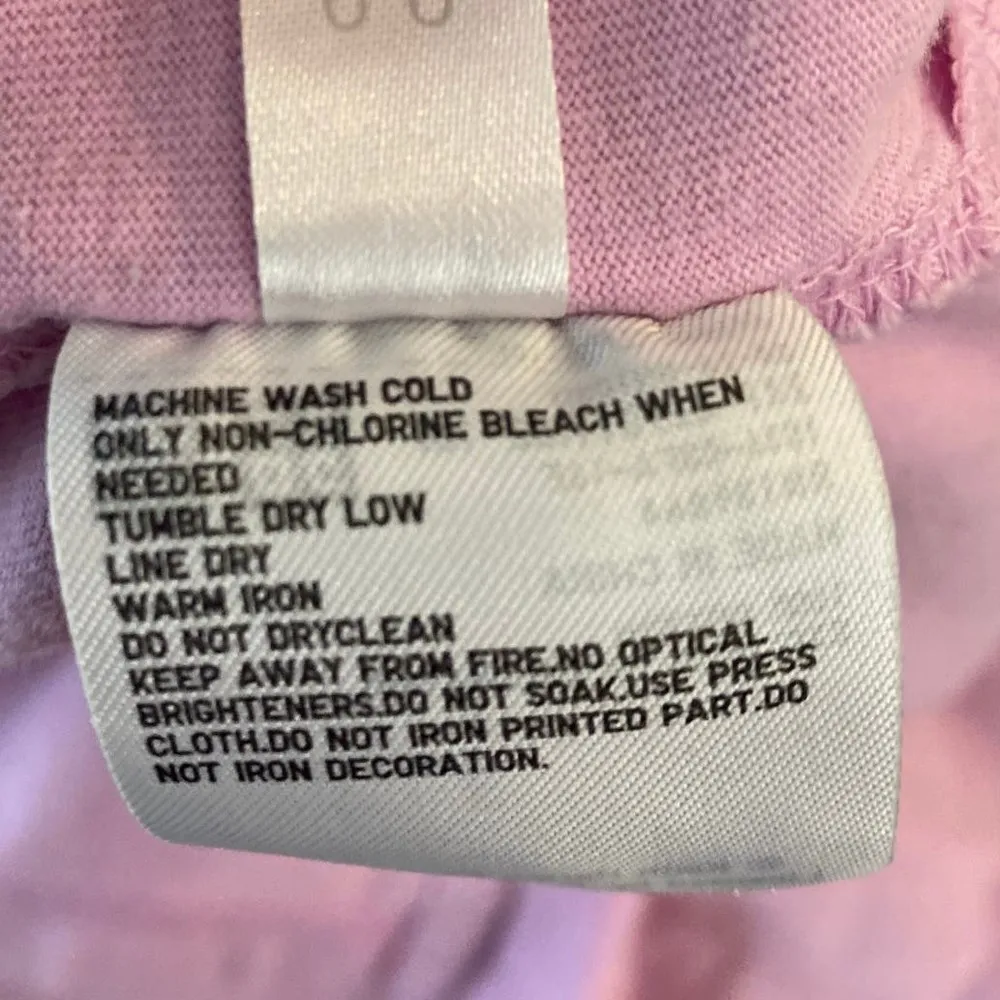 MACHINE WASH COLD
ONLY NON-CHLORINE BLEACH WHEN
NEEDED
TUMBLE DRY LOW
LINE DRY
WARM IRON
DO NOT DRYCLEAN
KEEP AWAY FROM FIRE.NO OPTICAL
BRIGHTENERS.DO NOT SOAK.USE PRESS
CLOTH.DO NOT IRON PRINTED PART.DO
NOT IRON DECORATION.